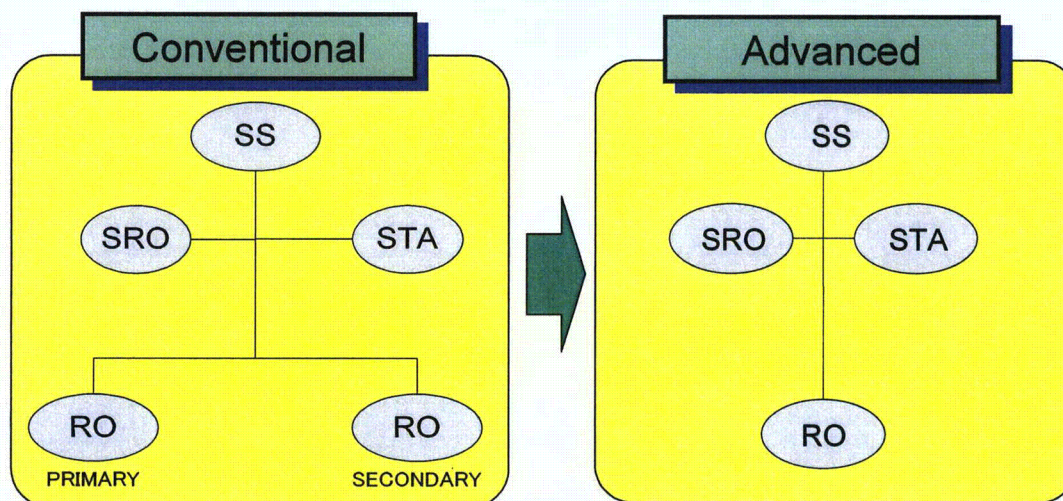 Conventional
SS
SRO
STA
RO
RO
PRIMARY
SECONDARY
Advanced
SS
SRO
STA
RO